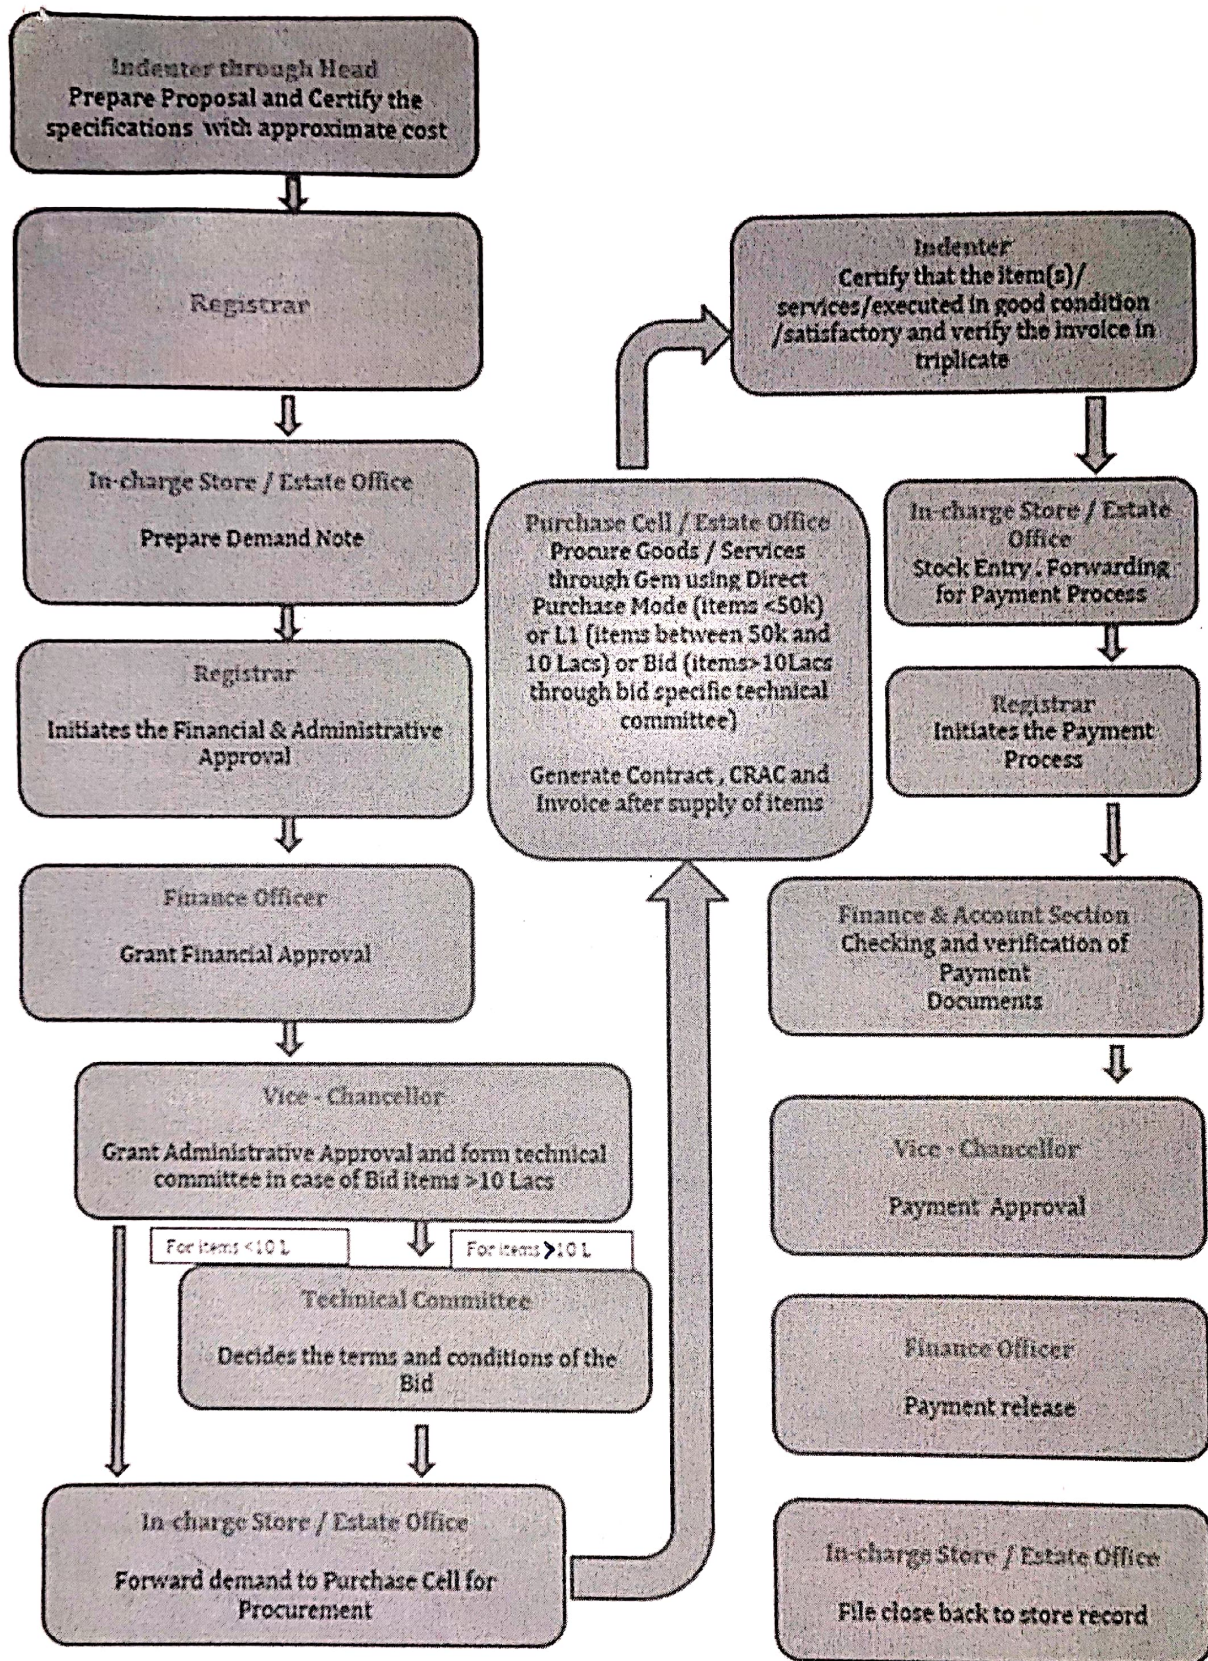 Indenter through Head
Prepare Proposal and Certify the
specifications with approximate cost
Registrar
In-charge Store / Estate Office
Prepare Demand Note
Registrar
Initiates the Financial & Administrative
Approval
Finance Officer
Grant Financial Approval
Vice - Chancellor
Grant Administrative Approval and form technical
committee in case of Bid items >10 Lacs
For items <10 L
For items >10 L
Technical Committee
Decides the terms and conditions of the
Bid
In-charge Store / Estate Office
Forward demand to Purchase Cell for
Procurement
Purchase Cell / Estate Office
Procure Goods / Services
through Gem using Direct
Purchase Mode (items <50k)
or L1 (items between 50k and
10 Lacs) or Bid (items>10Lacs
through bid specific technical
committee)
Generate Contract , CRAC and
Invoice after supply of items
Indenter
Certify that the item(s)/
services/executed in good condition
/satisfactory and verify the invoice in
triplicate
In-charge Store / Estate
Office
Stock Entry , Forwarding
for Payment Process
Registrar
Initiates the Payment
Process
Finance & Account Section
Checking and verification of
Payment
Documents
Vice - Chancellor
Payment Approval
Finance Officer
Payment release
In-charge Store / Estate Office
File close back to store record